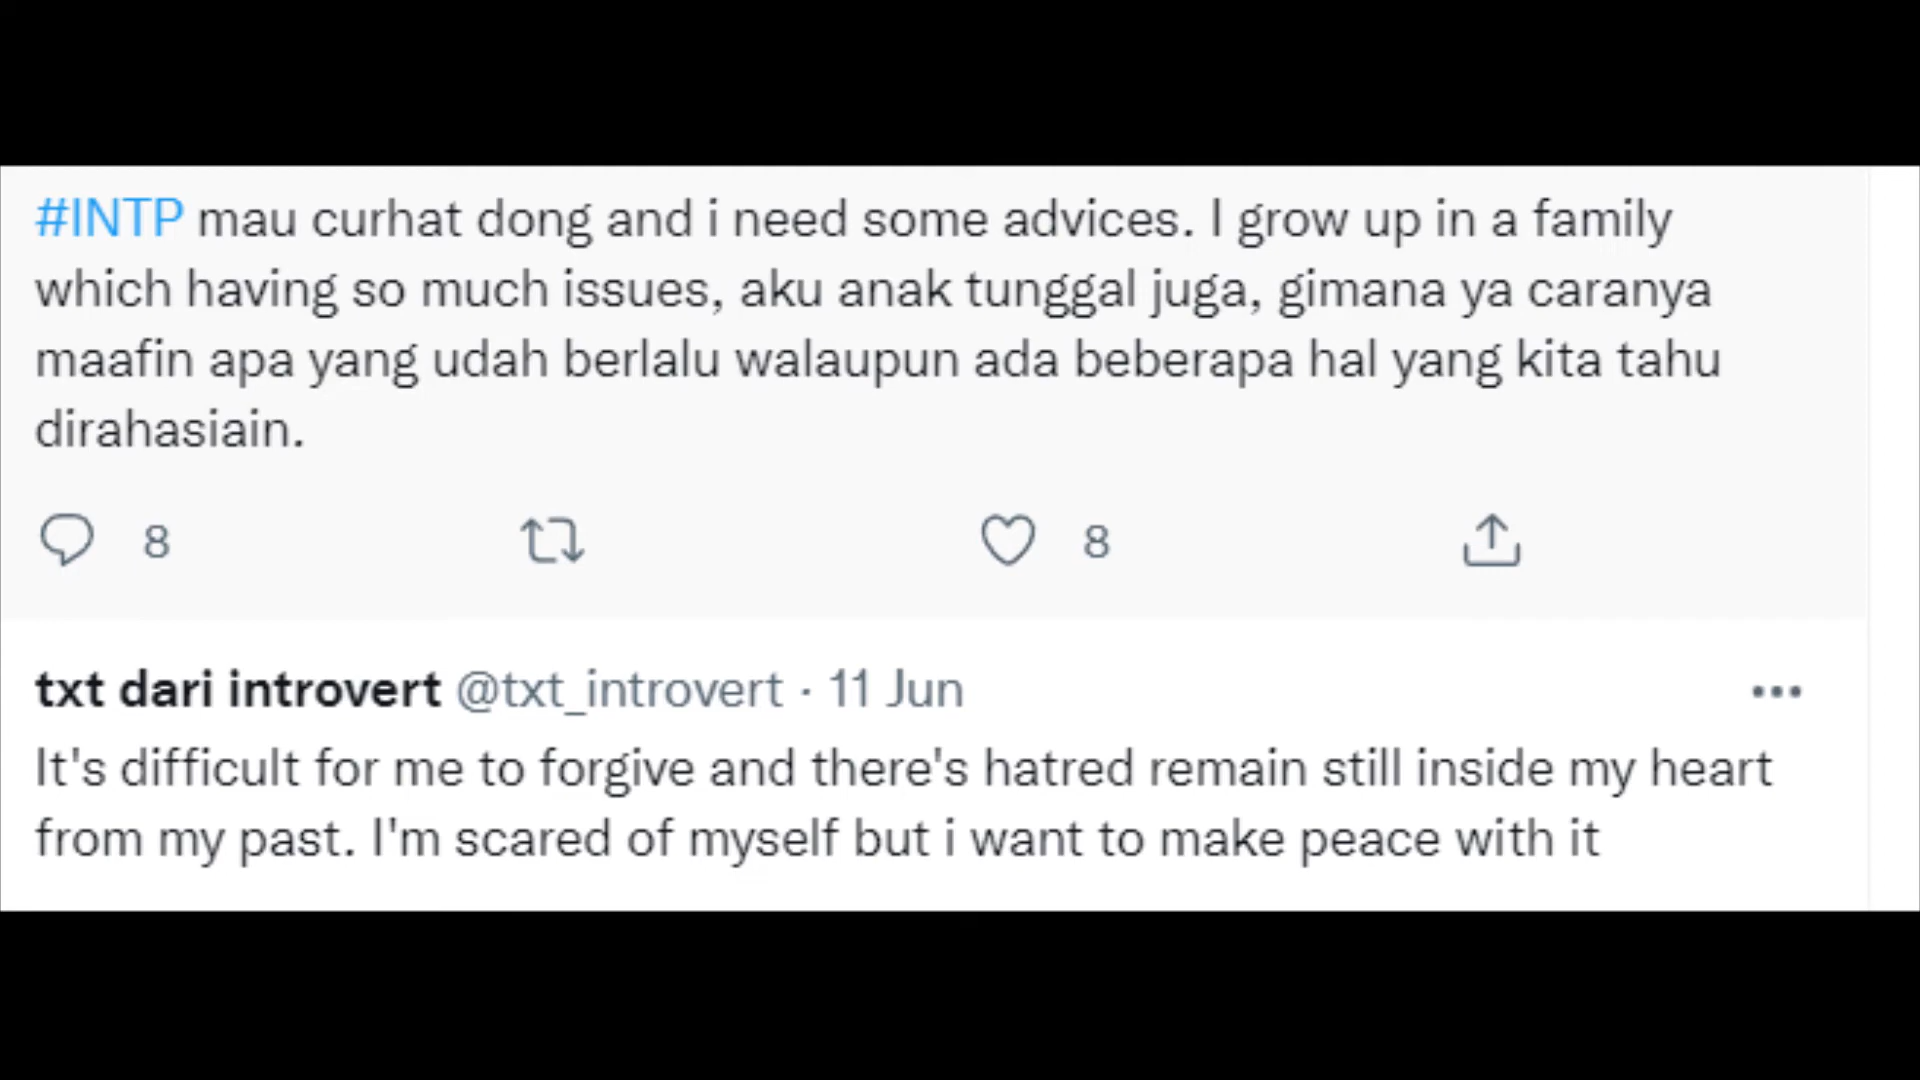 #INTP mau curhat dong and i need some advices. I grow up in a family
which having so much issues, aku anak tunggal juga, gimana ya caranya
maafin apa yang udah berlalu walaupun ada beberapa hal yang kita tahu
dirahasiain.
8 8
txt dari introvert @txt_introvert · 11 Jun
It's difficult for me to forgive and there's hatred remain still inside my heart
from my past. I'm scared of myself but i want to make peace with it